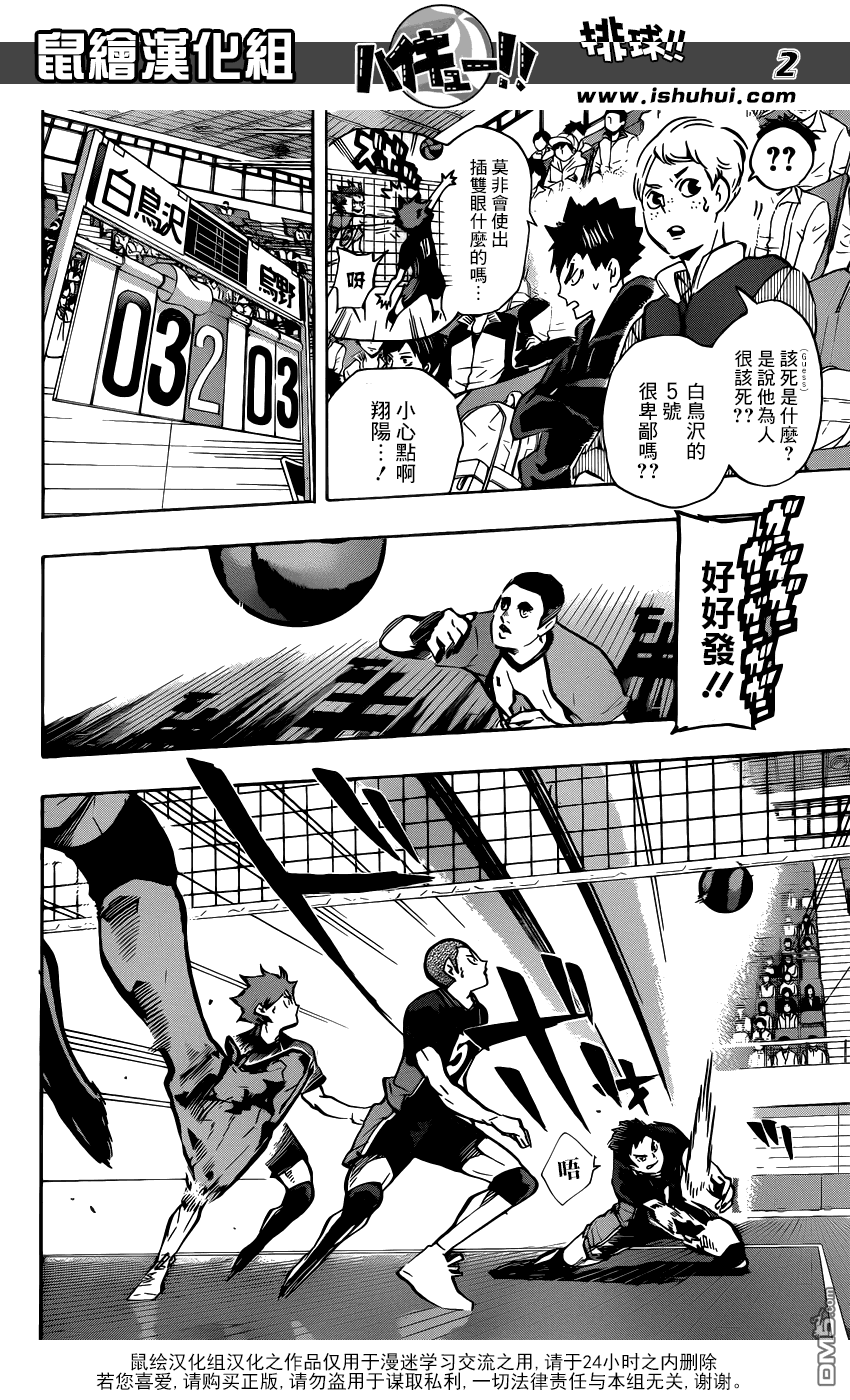 鼠繪漢化組
ハイキュー!!
排球!!
2
www.ishuhui.com
??
該死是什麼?
(Guess)
是說他為人
很該死??
白鳥沢的
5號
很卑鄙嗎??
莫非會使出
插雙眼什麼的嗎…
呀
小心點啊
翔陽…!
白鳥沢
烏野
03
2
03
好好發!!
唔
5
鼠绘汉化组汉化之作品仅用于漫迷学习交流之用, 请于24小时之内删除
若您喜爱, 请购买正版, 请勿用于谋取私利, 一切法律责任与本组无关, 谢谢。
DM5.com